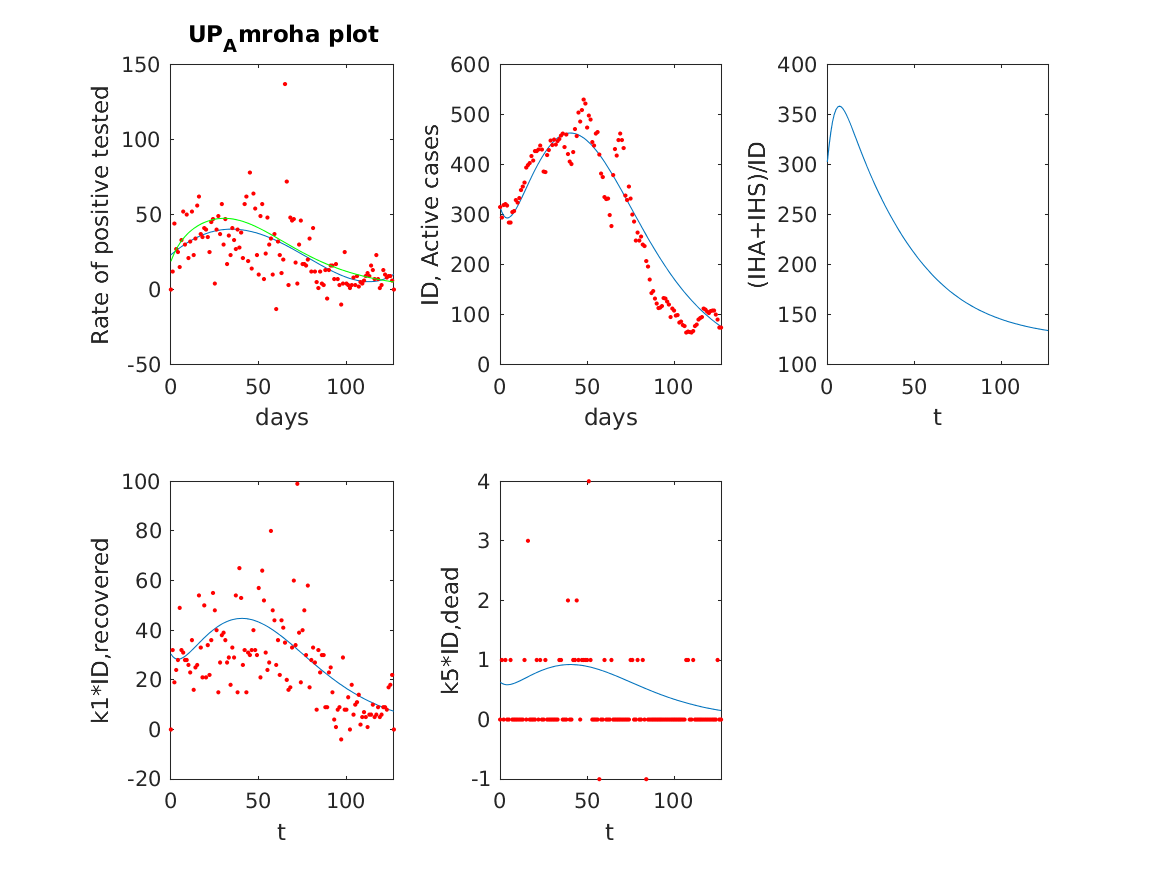 UP_Amroha plot
150
100
50
0
-50
Rate of positive tested
0 50 100
days
600
500
400
300
200
100
0
ID, Active cases
0 50 100
days
400
350
300
250
200
150
100
(IHA+IHS)/ID
0 50 100
t
100
80
60
40
20
0
-20
k1*ID,recovered
0 50 100
t
4
3
2
1
0
-1
k5*ID,dead
0 50 100
t